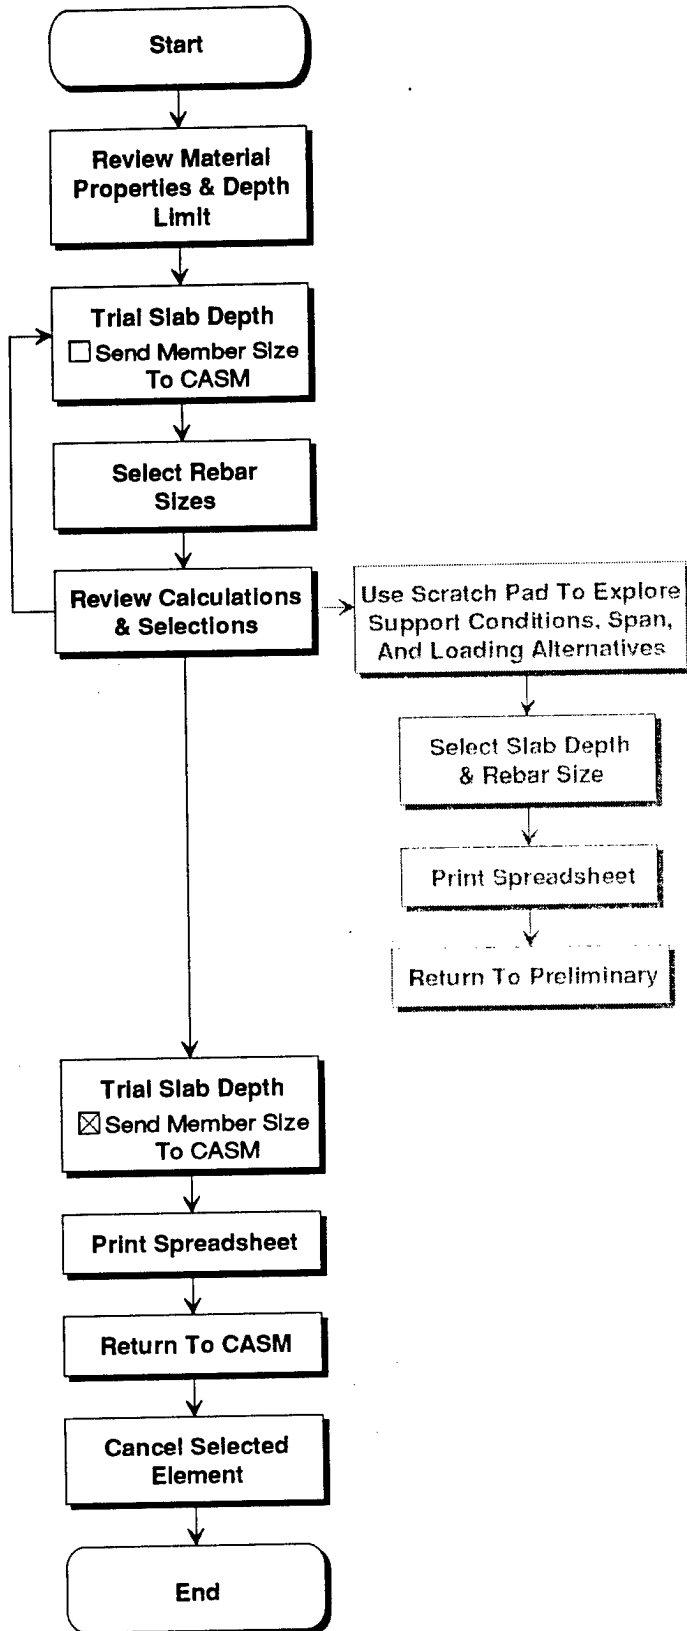 Start
Review Material
Properties & Depth
Limit
Trial Slab Depth
Send Member Size
To CASM
Select Rebar
Sizes
Review Calculations
& Selections
Use Scratch Pad To Explore
Support Conditions, Span,
And Loading Alternatives
Select Slab Depth
& Rebar Size
Print Spreadsheet
Return To Preliminary
Trial Slab Depth
Send Member Size
To CASM
Print Spreadsheet
Return To CASM
Cancel Selected
Element
End